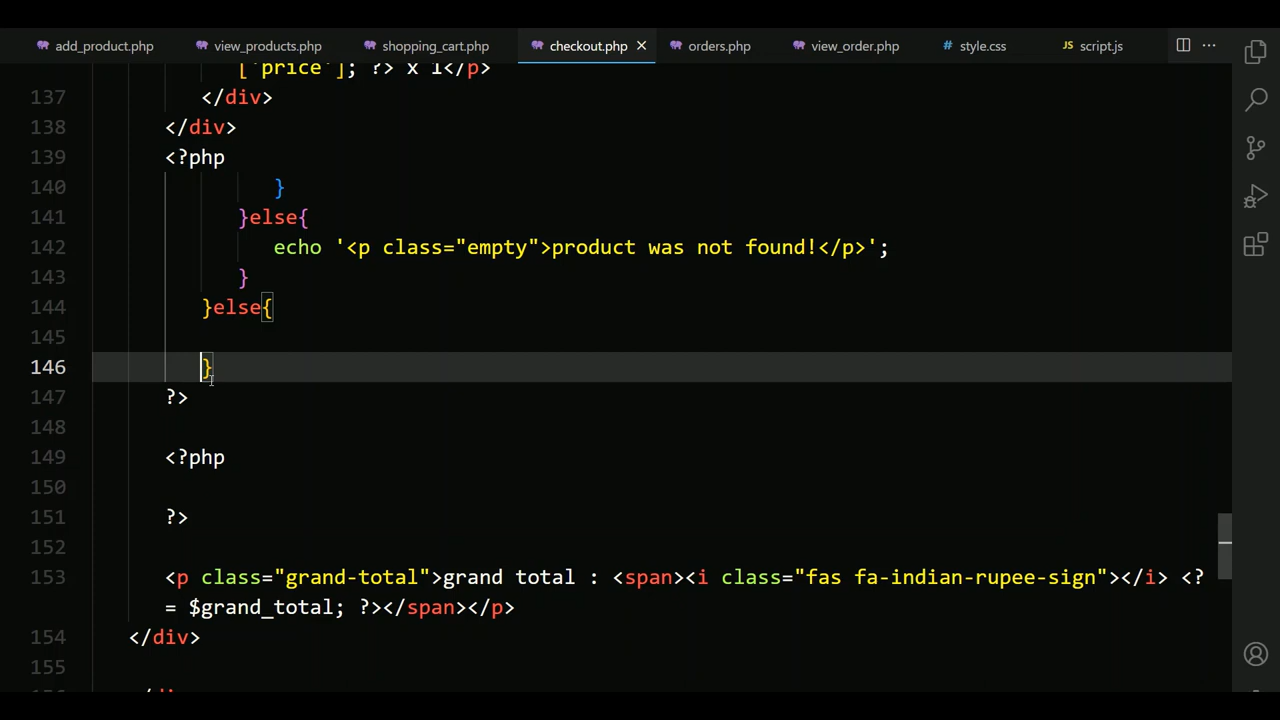 add_product.php view_products.php shopping_cart.php checkout.php orders.php view_order.php # style.css JS script.js
['price']; ?> x 1</p>
137 </div>
138 </div>
139 <?php
140 }
141 }else{
142 echo '<p class="empty">product was not found!</p>';
143 }
144 }else{
145
146 }
147 ?>
148
149 <?php
150
151 ?>
152
153 <p class="grand-total">grand total : <span><i class="fas fa-indian-rupee-sign"></i> <?
= $grand_total; ?></span></p>
154 </div>
155